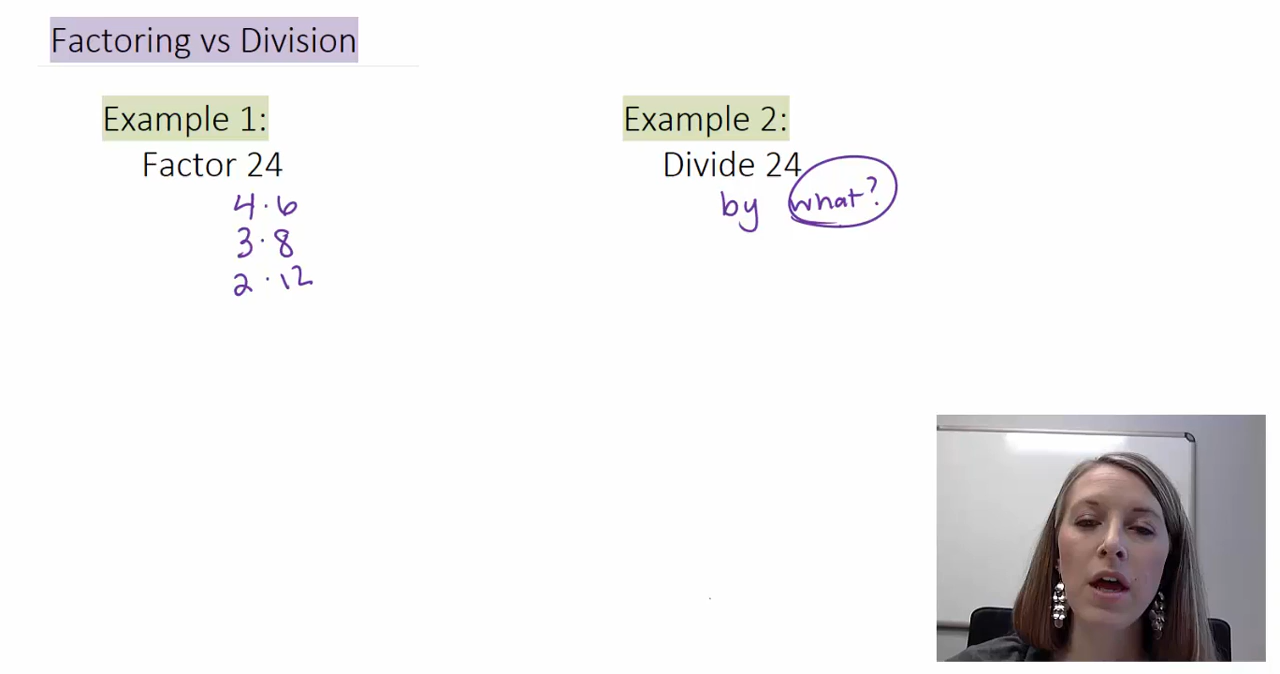 Factoring vs Division
Example 1:
Factor 24
4 · 6
3 · 8
2 · 12
Example 2:
Divide 24
by what?